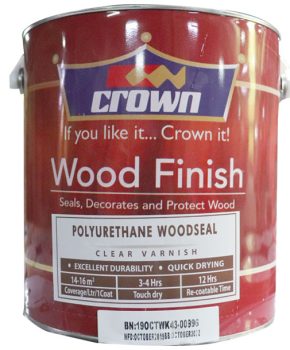 CROWN
If you like it... Crown it!
Wood Finish
Seals, Decorates and Protect Wood
POLYURETHANE WOODSEAL
CLEAR VARNISH
• EXCELLENT DURABILITY • QUICK DRYING
14-16 m² 3-4 Hrs 12 Hrs
Coverage/Ltr/1Coat Touch dry Re-coatable Time